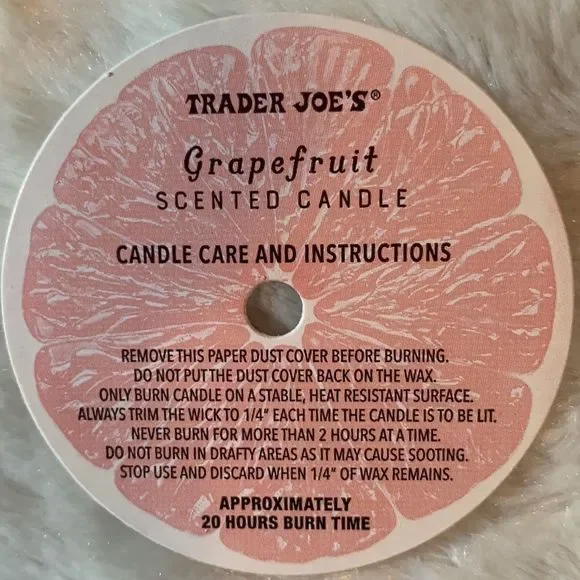 TRADER JOE'S®
Grapefruit
SCENTED CANDLE
CANDLE CARE AND INSTRUCTIONS
REMOVE THIS PAPER DUST COVER BEFORE BURNING.
DO NOT PUT THE DUST COVER BACK ON THE WAX.
ONLY BURN CANDLE ON A STABLE, HEAT RESISTANT SURFACE.
ALWAYS TRIM THE WICK TO 1/4" EACH TIME THE CANDLE IS TO BE LIT.
NEVER BURN FOR MORE THAN 2 HOURS AT A TIME.
DO NOT BURN IN DRAFTY AREAS AS IT MAY CAUSE SOOTING.
STOP USE AND DISCARD WHEN 1/4" OF WAX REMAINS.
APPROXIMATELY
20 HOURS BURN TIME